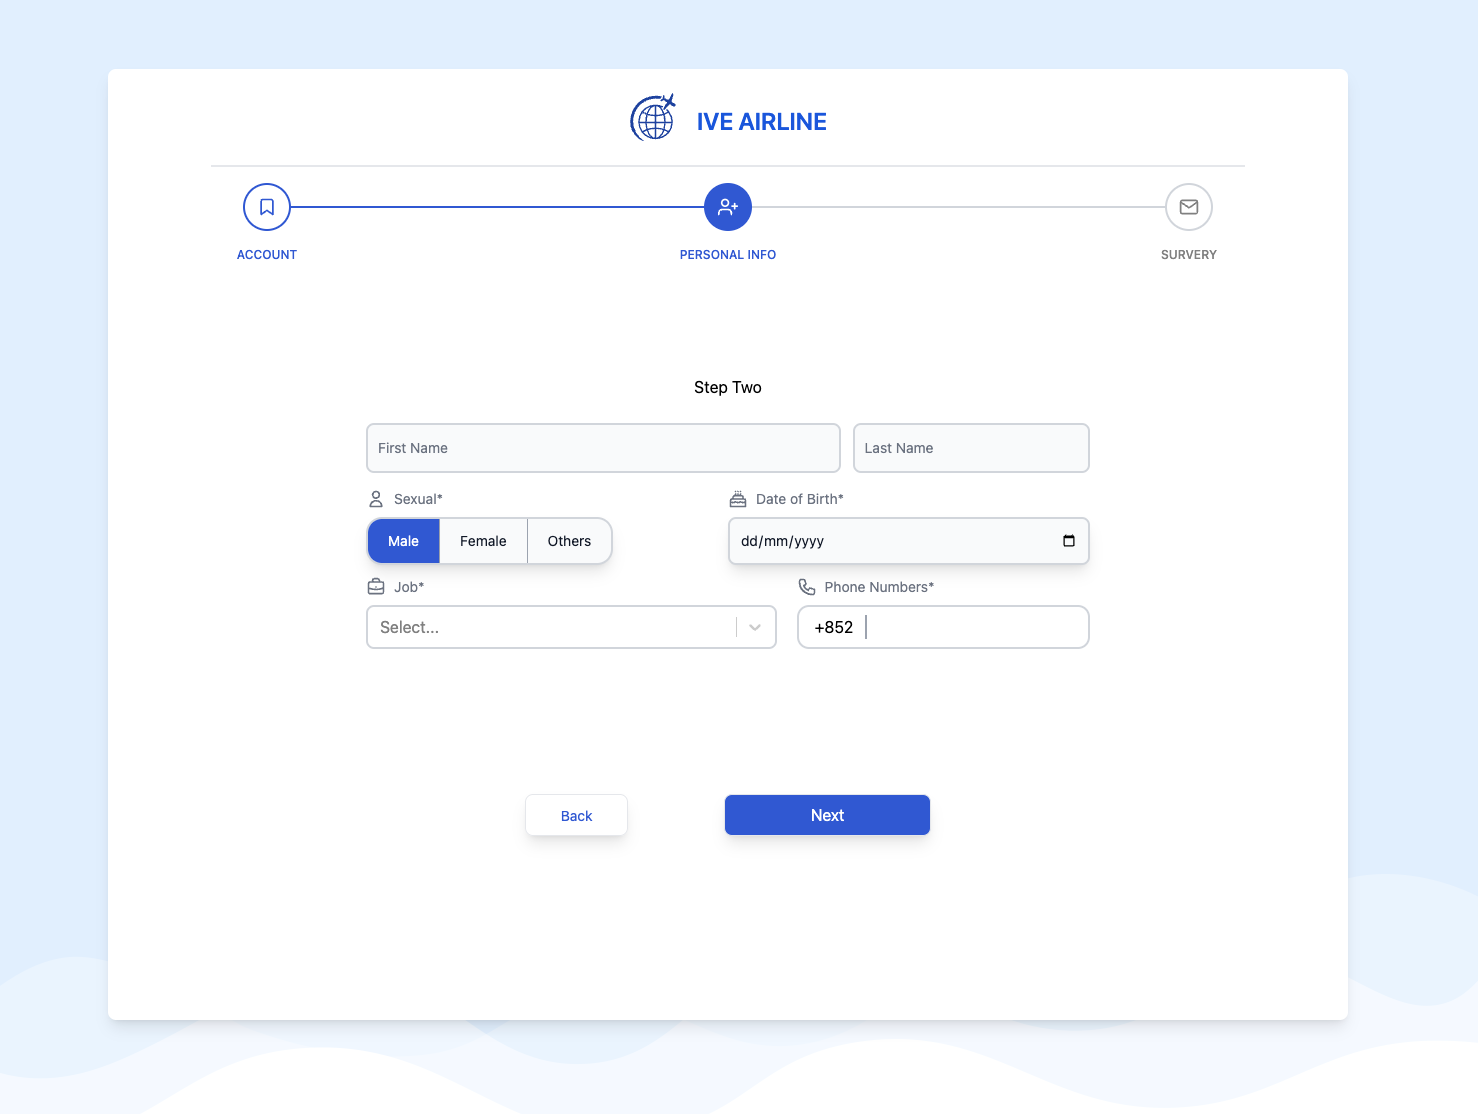 IVE AIRLINE
ACCOUNT
PERSONAL INFO
SURVERY
Step Two
First Name
Last Name
Sexual*
Date of Birth*
Male
Female
Others
dd/mm/yyyy
Job*
Phone Numbers*
Select...
+852
Back
Next